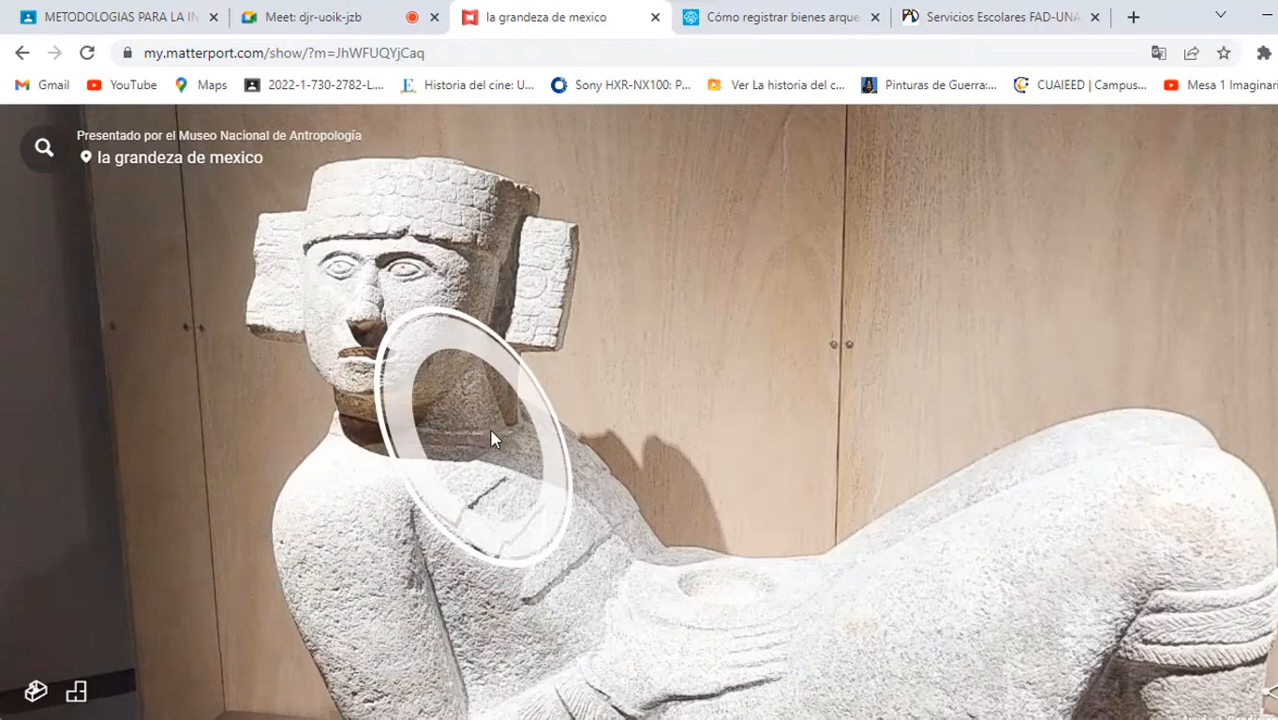 METODOLOGIAS PARA LA IN
Meet: djr-uoik-jzb
la grandeza de mexico
Cómo registrar bienes arque
Servicios Escolares FAD-UNA
my.matterport.com/show/?m=JhWFUQYjCaq
Gmail
YouTube
Maps
2022-1-730-2782-L...
Historia del cine: U...
Sony HXR-NX100: P...
Ver La historia del c...
Pinturas de Guerra:...
CUAIEED | Campus...
Mesa 1 Imaginari
Presentado por el Museo Nacional de Antropología
la grandeza de mexico